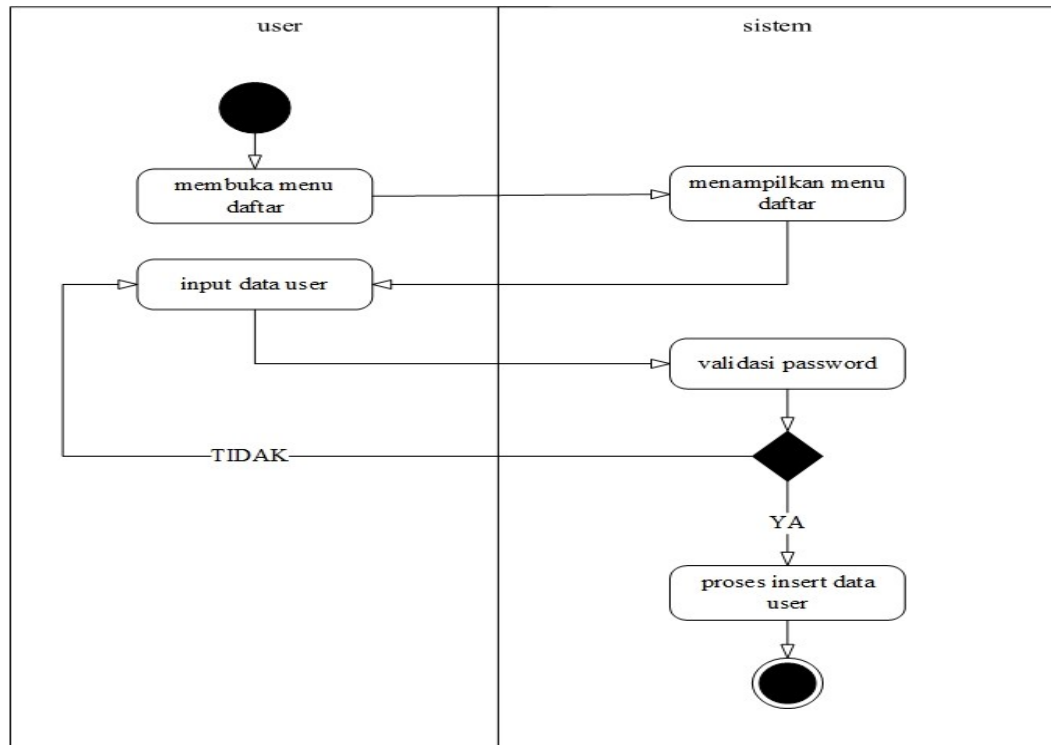 user
sistem
membuka menu
daftar
menampilkan menu
daftar
input data user
validasi password
TIDAK
YA
proses insert data
user